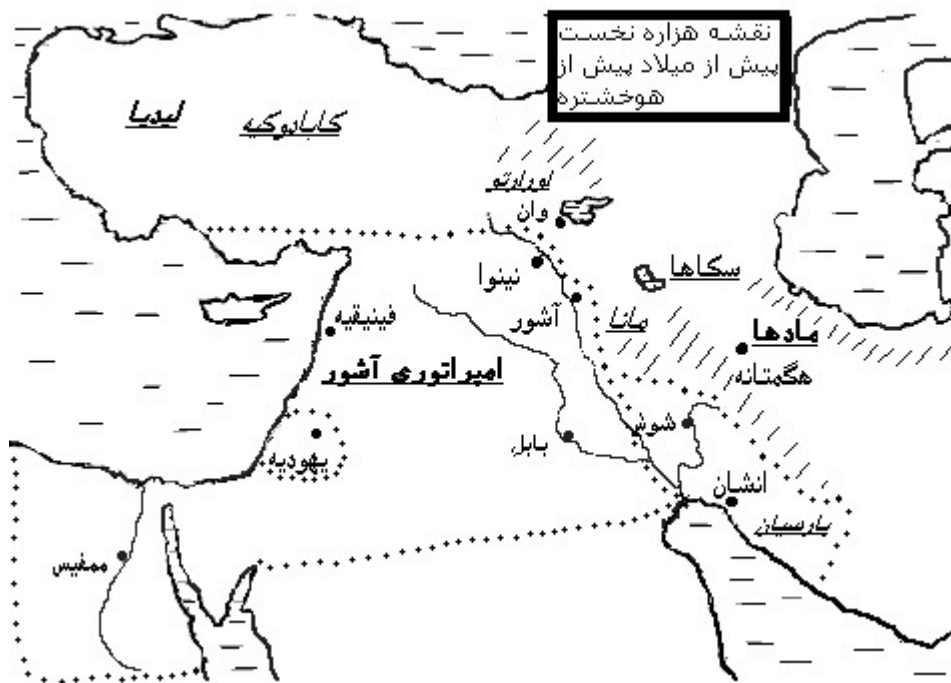 نقشه هزاره نخست
پیش از میلاد پیش از
هوخشتره
لیدیا
کاپادوکیه
اورارتو
وان
سکاها
نینوا
آشور
مانا
مادها
هگمتانه
فینیقیه
امپراتوری آشور
شوش
بابل
یهودیه
انشان
پارسیان
ممفیس